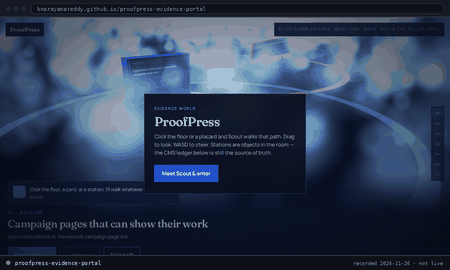 knarayanareddy.github.io/proofpress-evidence-portal
ProofPress
EVIDENCE WORLD
ProofPress
Click the floor or a placard and Scout walks that path. Drag
to look. WASD to steer. Stations are objects in the room —
the CMS ledger below is still the source of truth.
Meet Scout & enter
Click the floor, a card, or a station. I'll walk wherever
WELCOME
Campaign pages that can show their work
proofpress-evidence-portal
recorded 2026-11-26 - not live